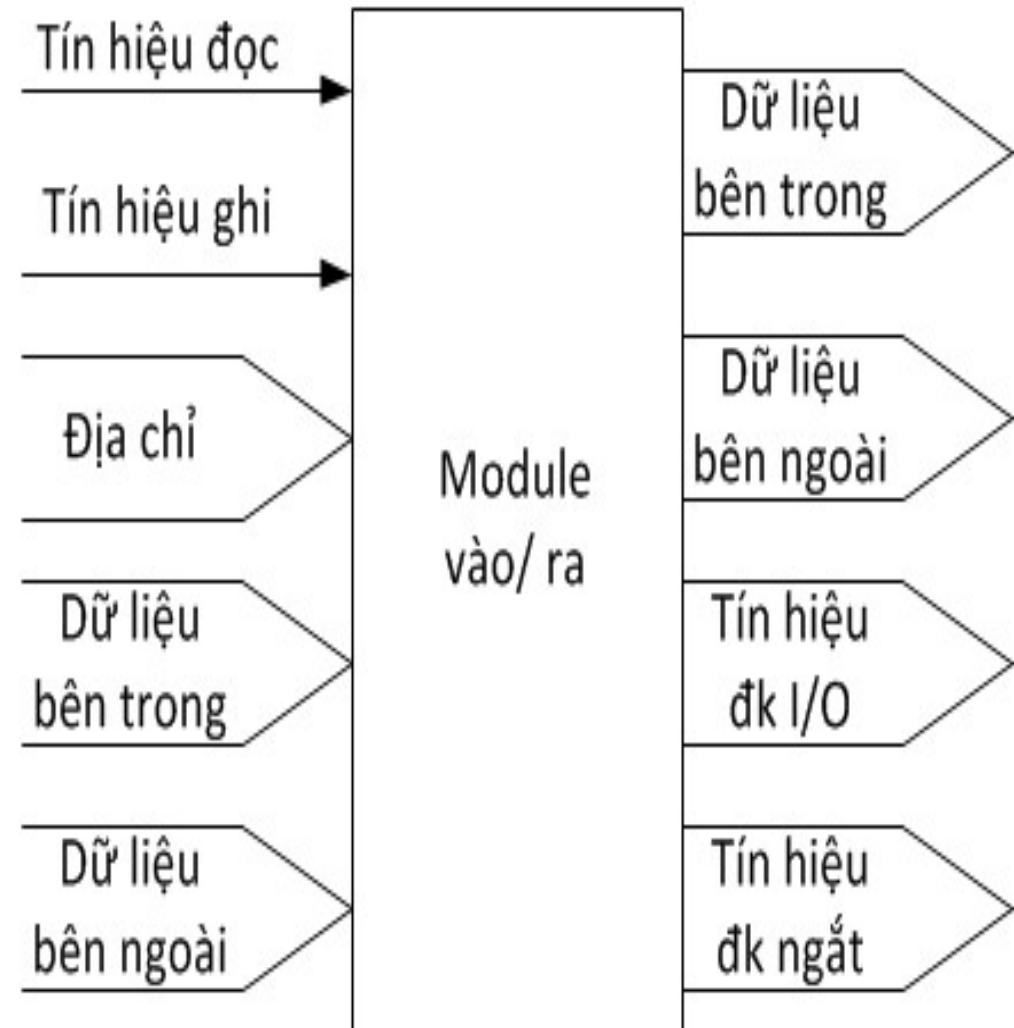 Tín hiệu đọc
Tín hiệu ghi
Địa chỉ
Dữ liệu
bên trong
Dữ liệu
bên ngoài
Module
vào/ ra
Dữ liệu
bên trong
Dữ liệu
bên ngoài
Tín hiệu
đk I/O
Tín hiệu
đk ngắt